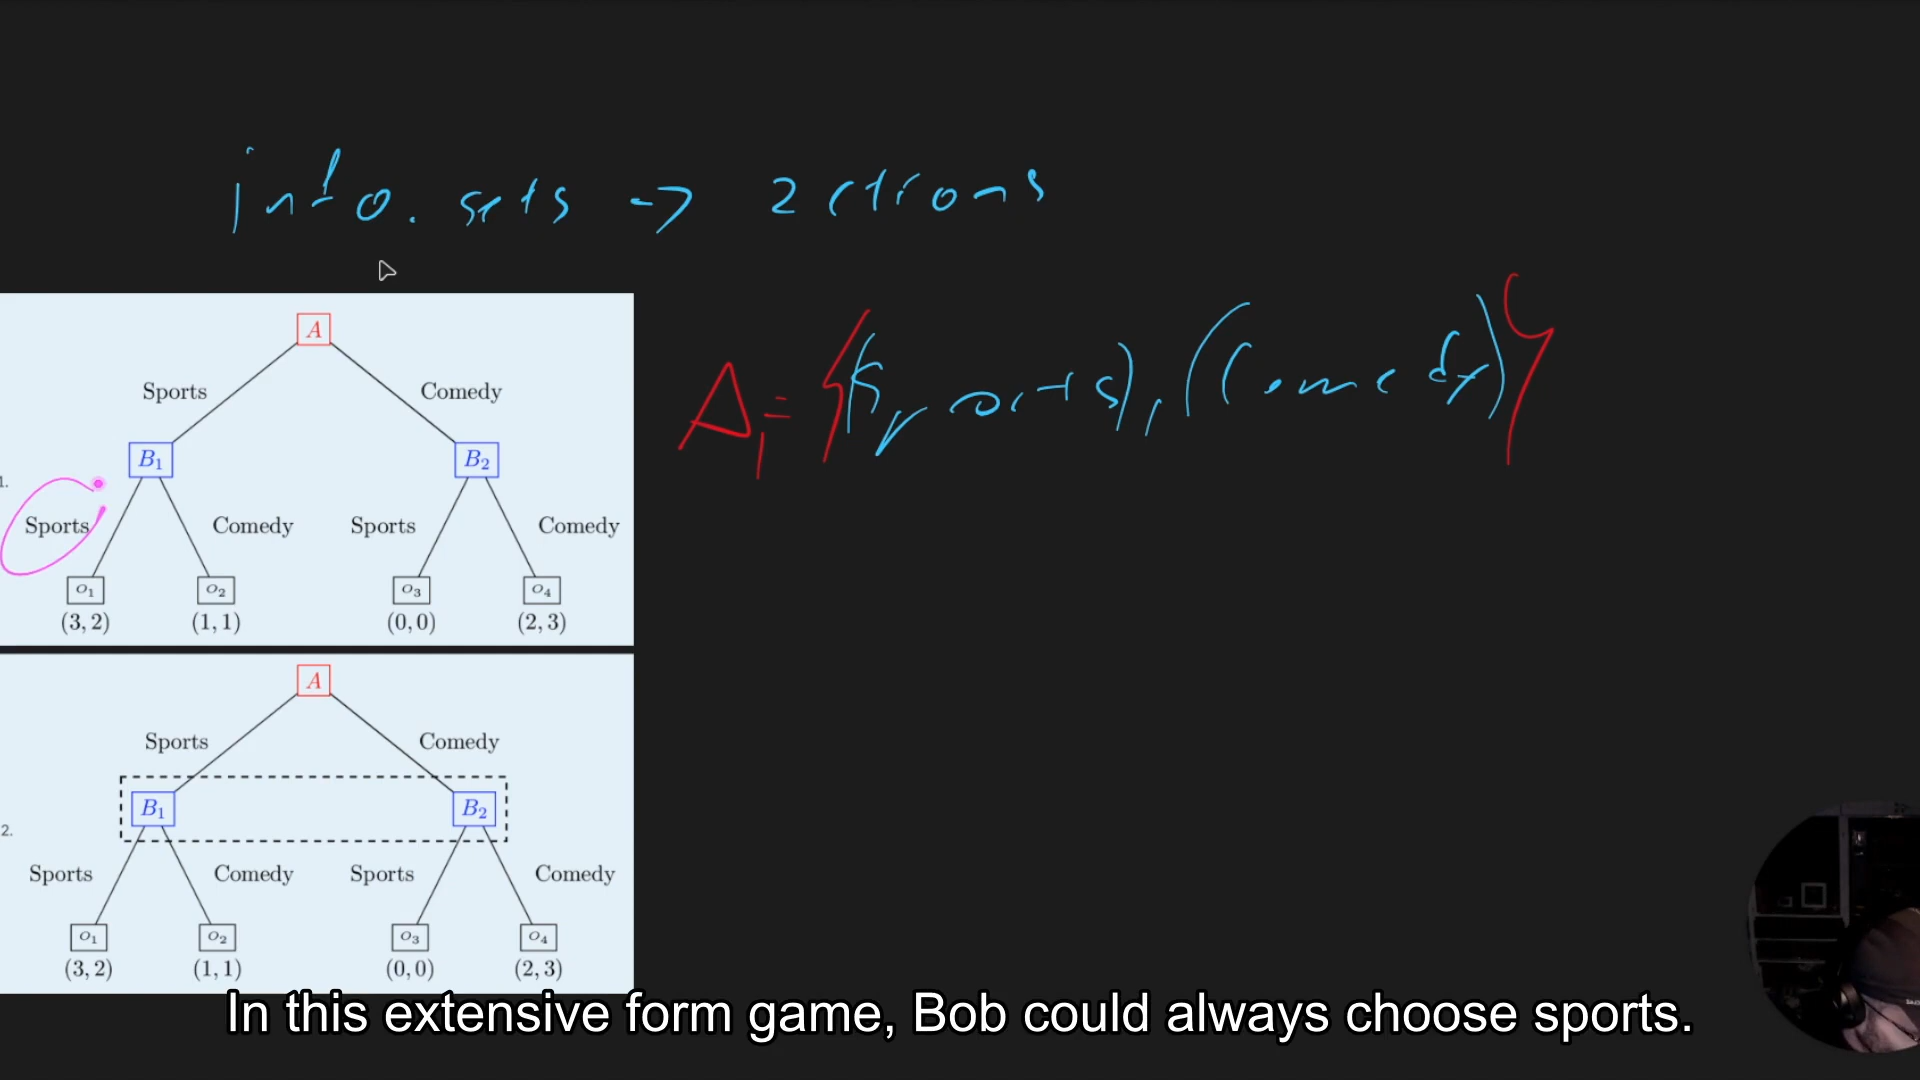 info. sets -> actions
A
Sports Comedy
A₁ = {(Sports), (Comedy)}
B₁ B₂
1.
Sports Comedy Sports Comedy
o₁ o₂ o₃ o₄
(3, 2) (1, 1) (0, 0) (2, 3)
A
Sports Comedy
B₁ B₂
2.
Sports Comedy Sports Comedy
o₁ o₂ o₃ o₄
(3, 2) (1, 1) (0, 0) (2, 3)
In this extensive form game, Bob could always choose sports.